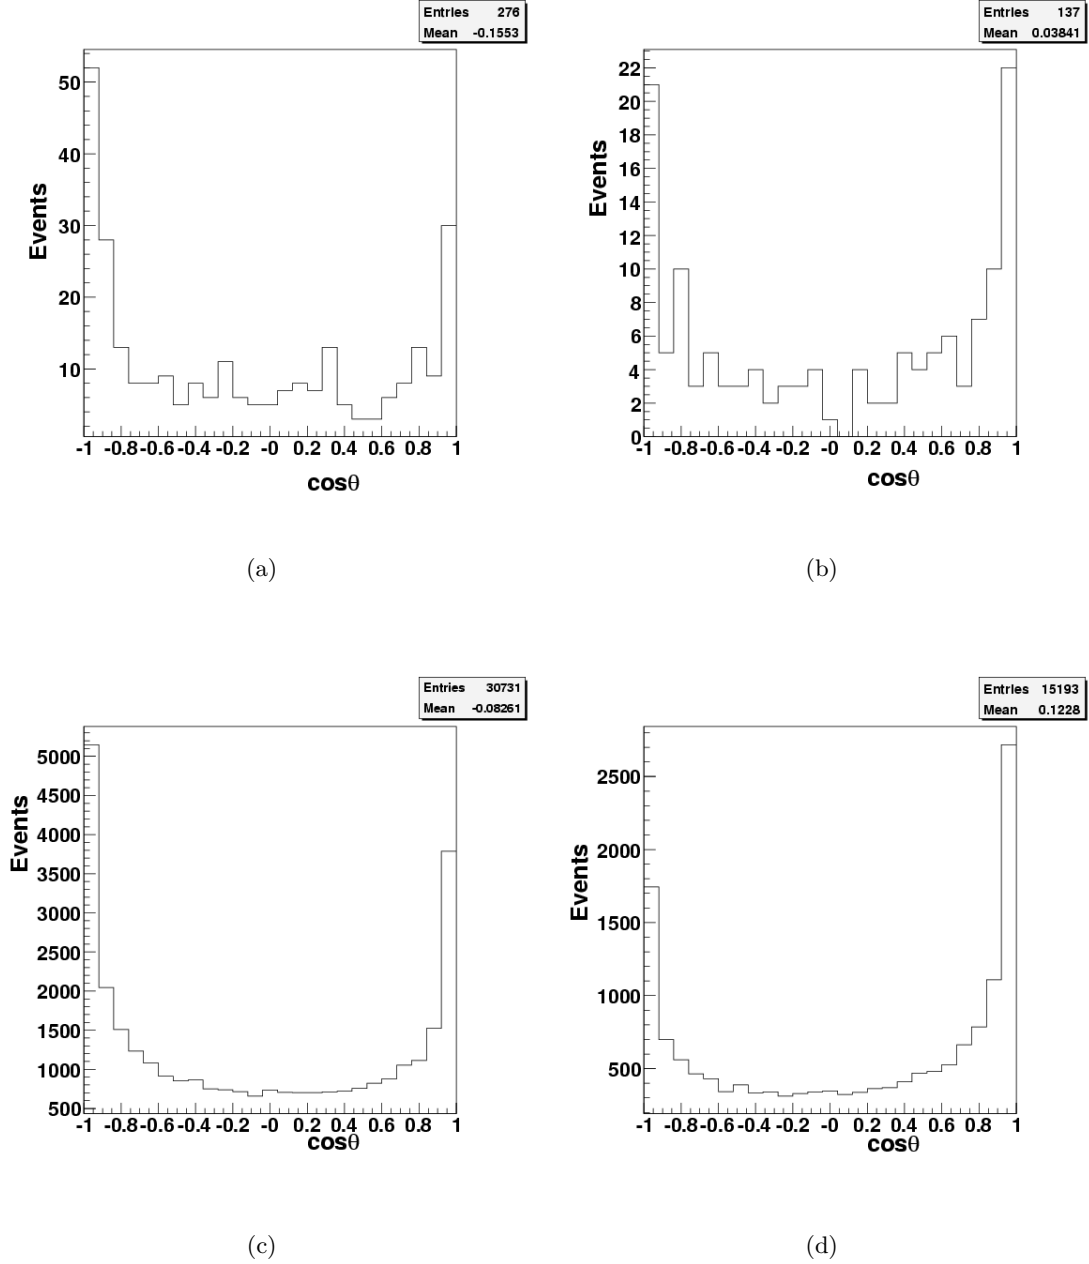 Entries 276
Mean -0.1553
50
40
30
20
10
Events
-1 -0.8 -0.6 -0.4 -0.2 -0 0.2 0.4 0.6 0.8 1
cosθ
(a)
Entries 137
Mean 0.03841
22
20
18
16
14
12
10
8
6
4
2
0
Events
-1 -0.8 -0.6 -0.4 -0.2 -0 0.2 0.4 0.6 0.8 1
cosθ
(b)
Entries 30731
Mean -0.08261
5000
4500
4000
3500
3000
2500
2000
1500
1000
500
Events
-1 -0.8 -0.6 -0.4 -0.2 -0 0.2 0.4 0.6 0.8 1
cosθ
(c)
Entries 15193
Mean 0.1228
2500
2000
1500
1000
500
Events
-1 -0.8 -0.6 -0.4 -0.2 -0 0.2 0.4 0.6 0.8 1
cosθ
(d)